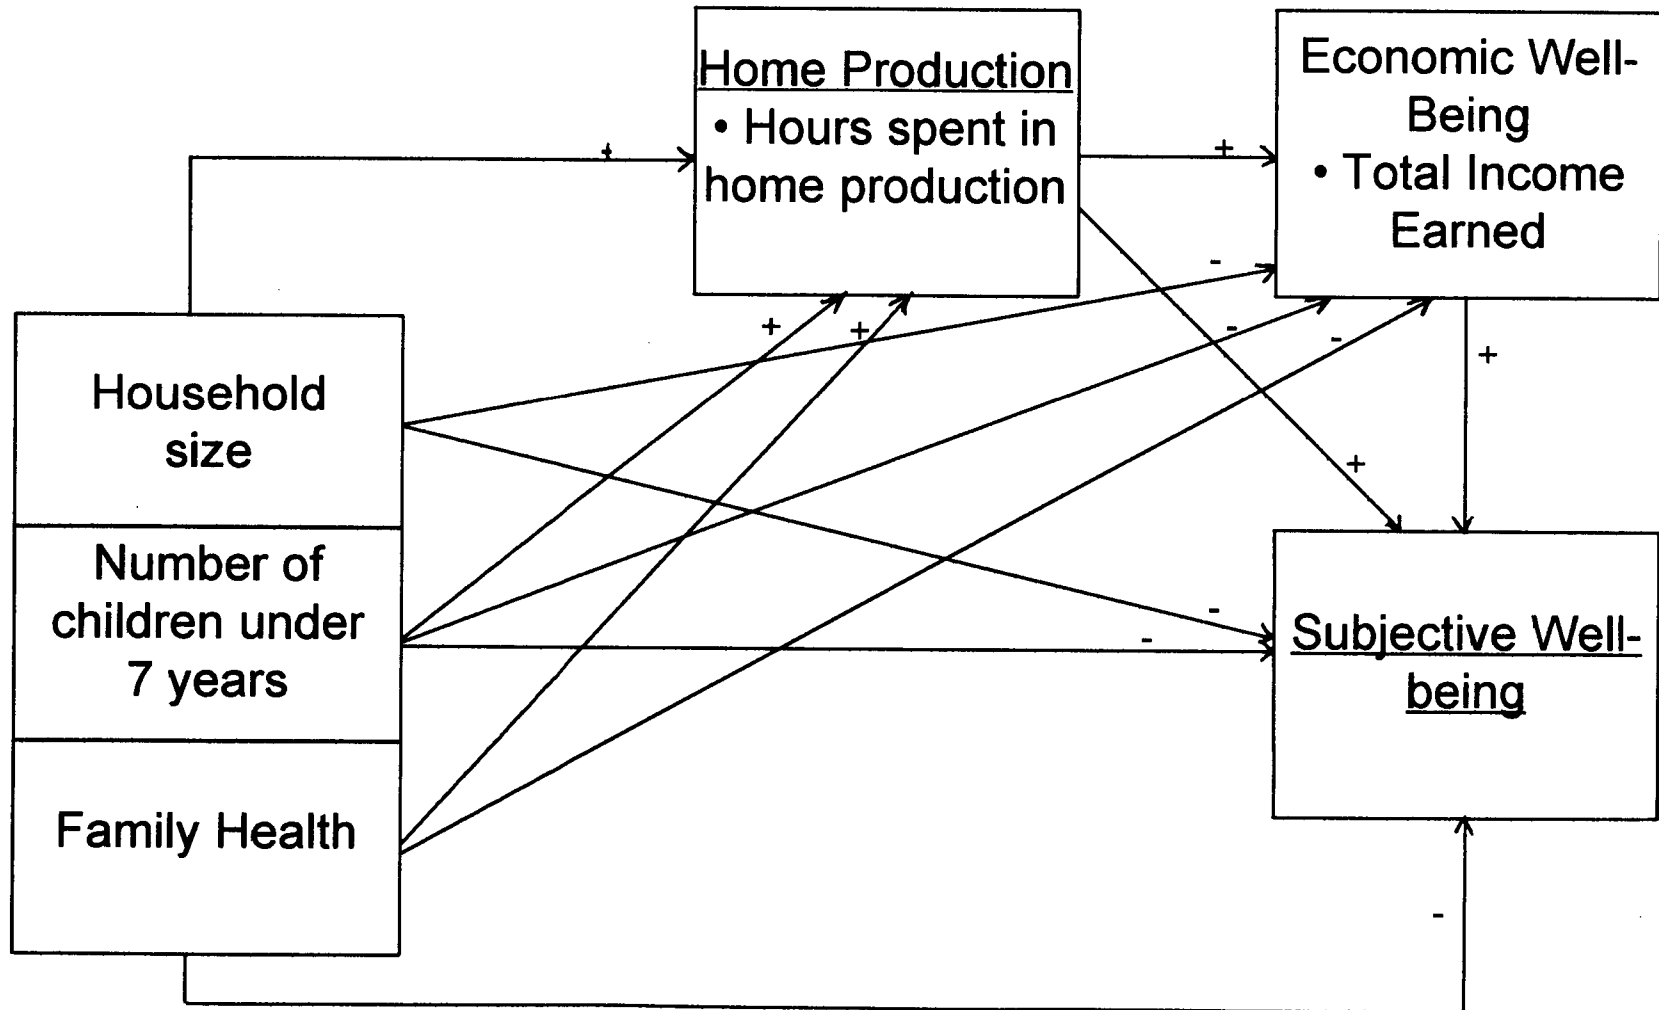 Home Production
• Hours spent in
home production
Economic Well-
Being
• Total Income
Earned
+
+
-
+
+
-
-
+
Household
size
+
Number of
children under
7 years
-
-
Subjective Well-
being
Family Health
-